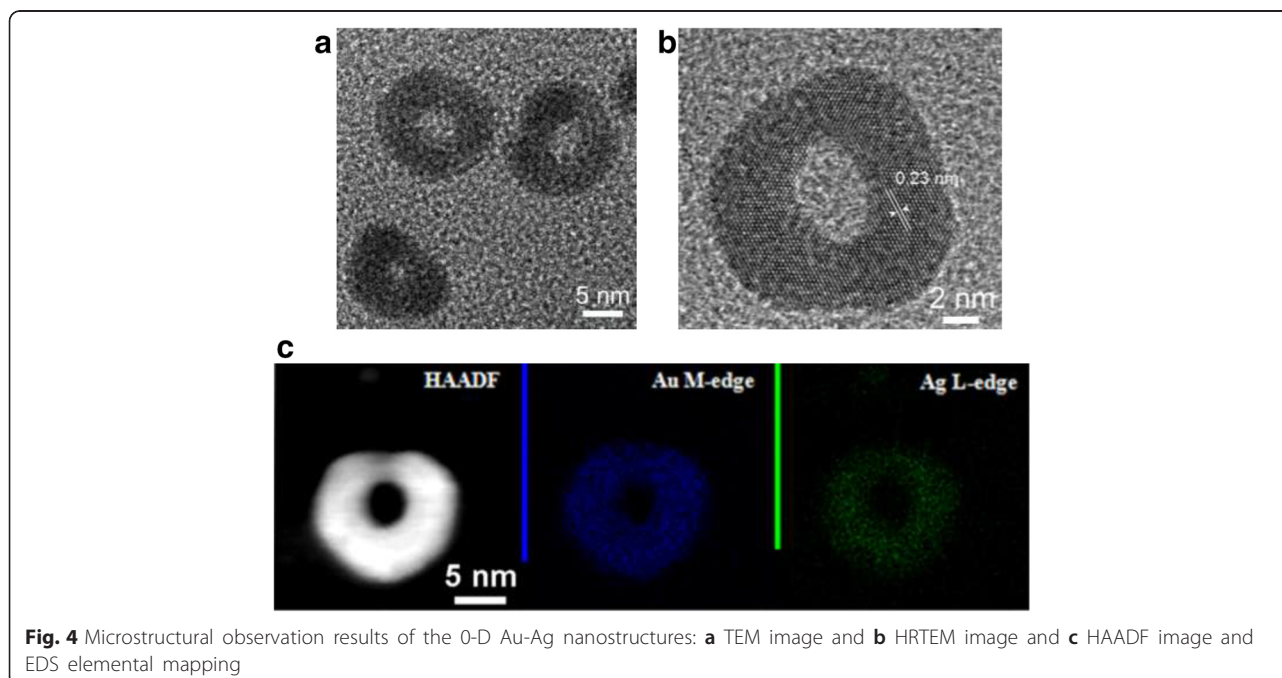 a
b
0.23 nm
5 nm
2 nm
c
HAADF
Au M-edge
Ag L-edge
5 nm
Fig. 4 Microstructural observation results of the 0-D Au-Ag nanostructures: a TEM image and b HRTEM image and c HAADF image and
EDS elemental mapping